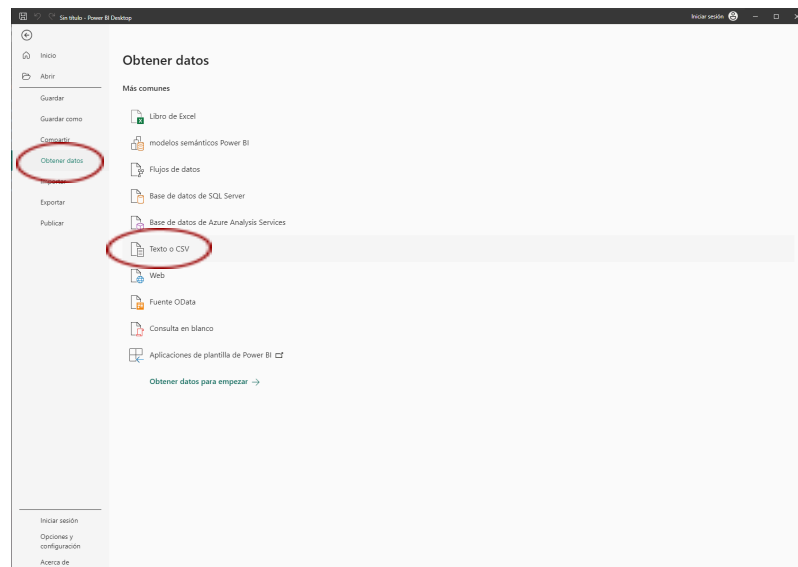 Sin título - Power BI Desktop
Iniciar sesión
Inicio
Abrir
Guardar
Guardar como
Compartir
Obtener datos
Importar
Exportar
Publicar
Iniciar sesión
Opciones y
configuración
Acerca de
Obtener datos
Más comunes
Libro de Excel
modelos semánticos Power BI
Flujos de datos
Base de datos de SQL Server
Base de datos de Azure Analysis Services
Texto o CSV
Web
Fuente OData
Consulta en blanco
Aplicaciones de plantilla de Power BI
Obtener datos para empezar →